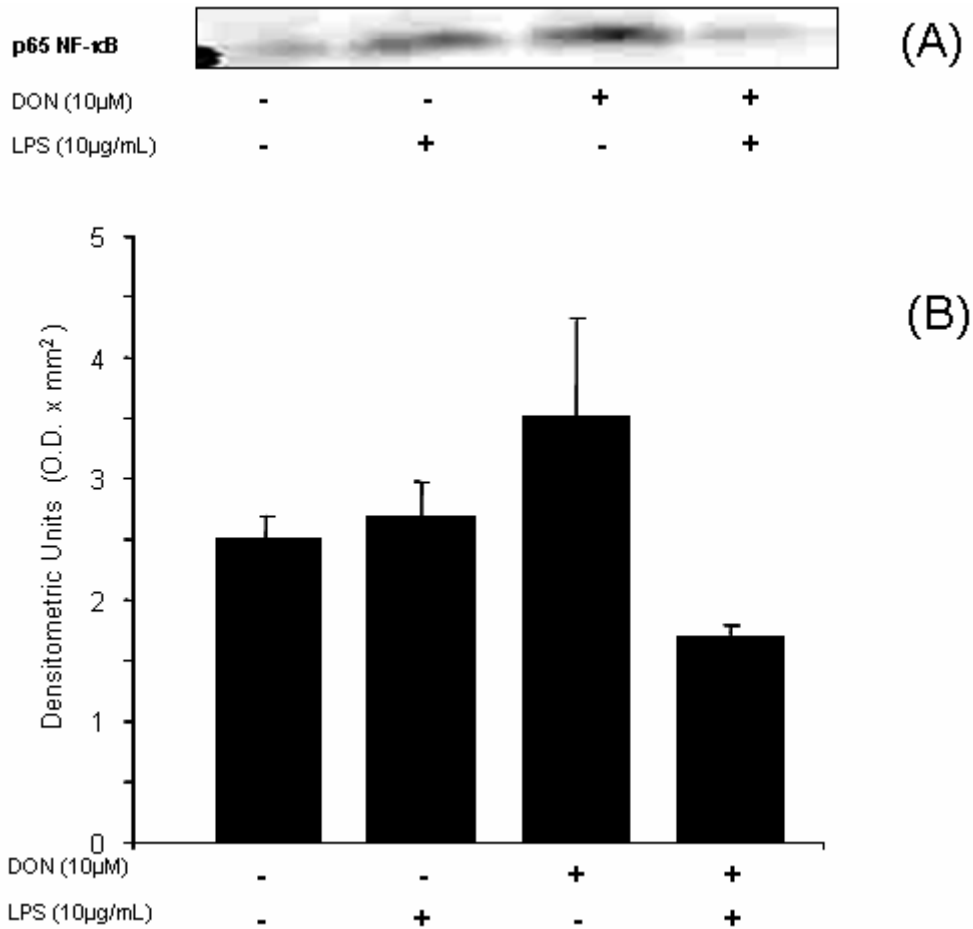 p65 NF-κB
(A)
DON (10µM) - - + +
LPS (10µg/mL) - + - +
(B)
Densitometric Units (O.D. x mm²)
5
4
3
2
1
0
DON (10µM) - - + +
LPS (10µg/mL) - + - +